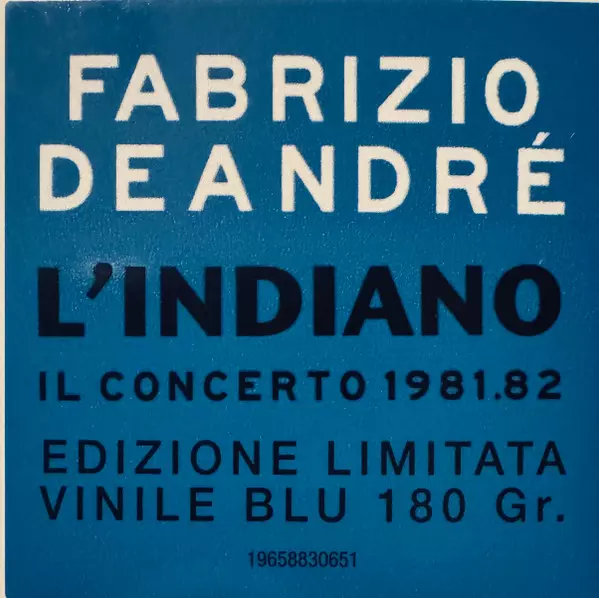 FABRIZIO
DE ANDRÉ
L'INDIANO
IL CONCERTO 1981.82
EDIZIONE LIMITATA
VINILE BLU 180 Gr.
19658830651